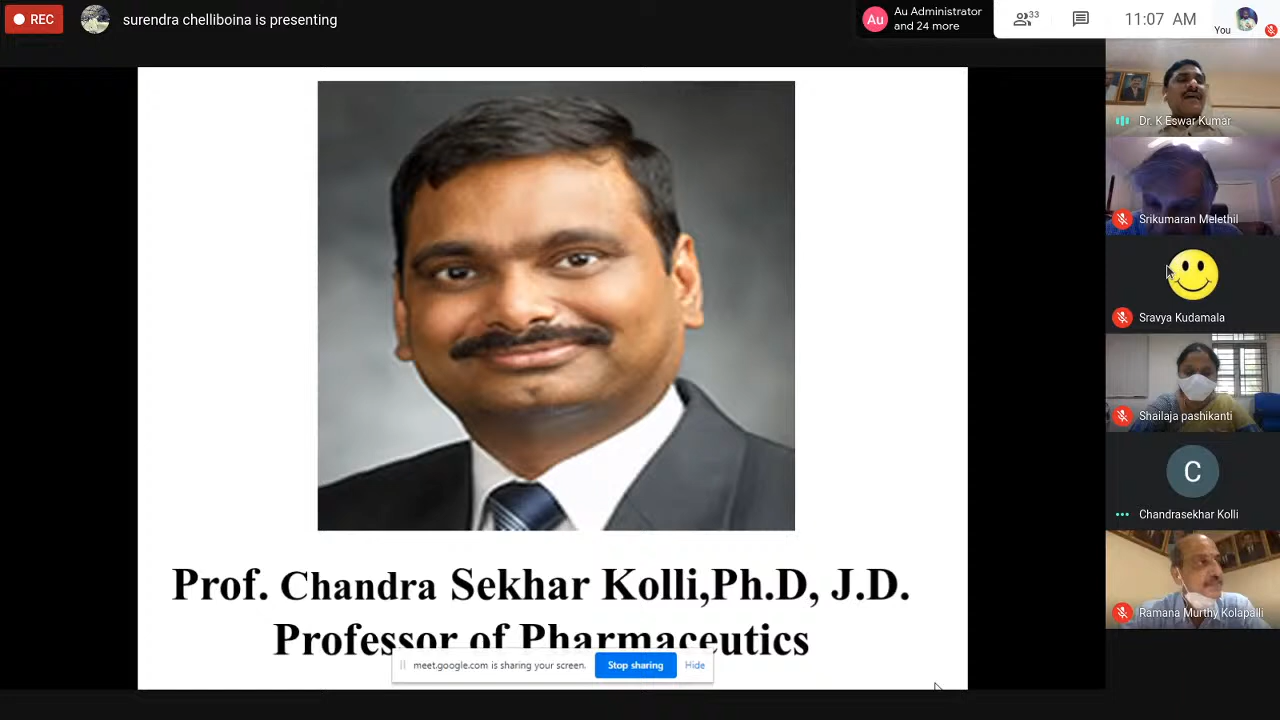 REC
surendra chelliboina is presenting
Au
Au Administrator
and 24 more
33
11:07 AM
You
Dr. K Eswar Kumar
Srikumaran Melethil
Sravya Kudamala
Shailaja pashikanti
C
Chandrasekhar Kolli
Ramana Murthy Kolapalli
Prof. Chandra Sekhar Kolli,Ph.D, J.D.
Professor of Pharmaceutics
meet.google.com is sharing your screen.
Stop sharing
Hide